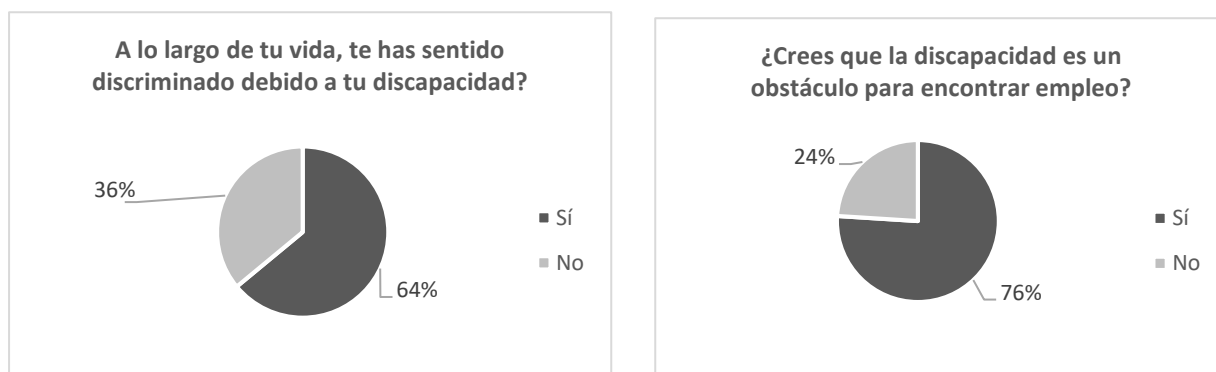 A lo largo de tu vida, te has sentido
discriminado debido a tu discapacidad?
36%
64%
Sí
No
¿Crees que la discapacidad es un
obstáculo para encontrar empleo?
24%
76%
Sí
No